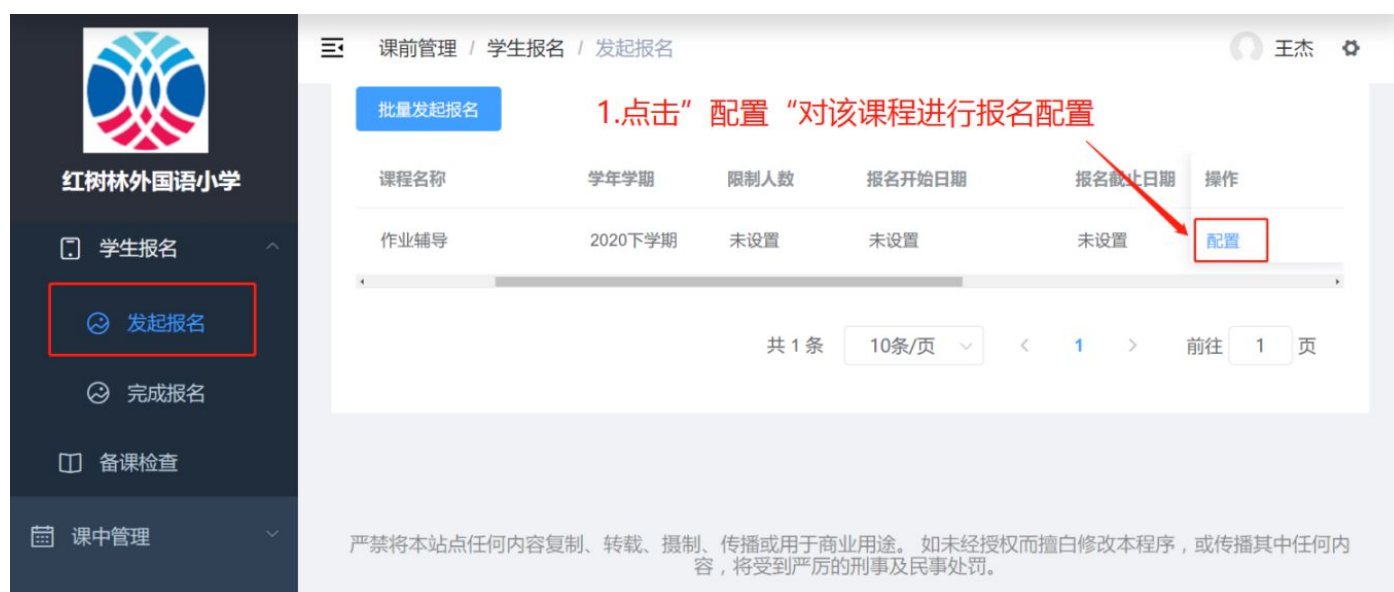 红树林外国语小学
学生报名
发起报名
完成报名
备课检查
课中管理
课前管理 / 学生报名 / 发起报名
王杰
批量发起报名
1.点击”配置“对该课程进行报名配置
课程名称 学年学期 限制人数 报名开始日期 报名截止日期 操作
作业辅导 2020下学期 未设置 未设置 未设置 配置
共 1 条 10条/页 1 前往 1 页
严禁将本站点任何内容复制、转载、摄制、传播或用于商业用途。 如未经授权而擅自修改本程序，或传播其中任何内
容，将受到严厉的刑事及民事处罚。